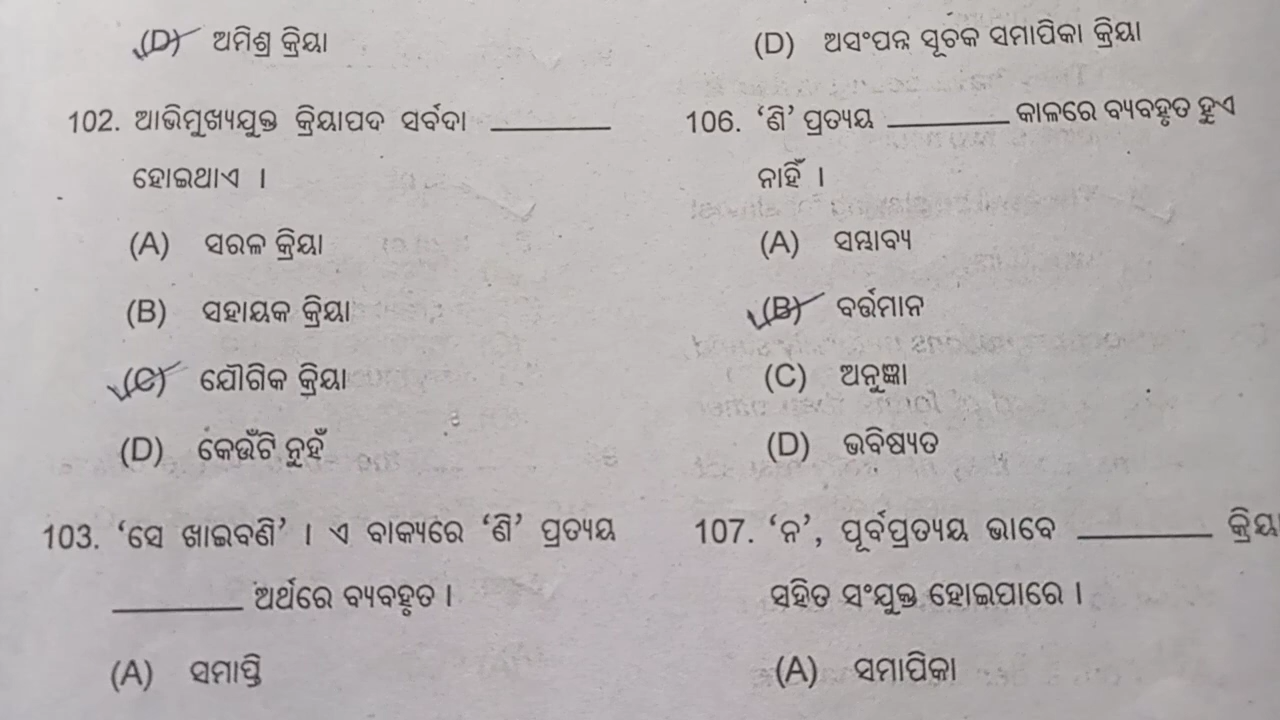 (D) ଅମିଶ୍ର କ୍ରିୟା
102. ଆଭିମୁଖ୍ୟଯୁକ୍ତ କ୍ରିୟାପଦ ସର୍ବଦା ________
ହୋଇଥାଏ ।
(A) ସରଳ କ୍ରିୟା
(B) ସହାୟକ କ୍ରିୟା
(C) ଯୌଗିକ କ୍ରିୟା
(D) କେଉଁଟି ନୁହଁ
103. ‘ସେ ଖାଇବଣି’ । ଏ ବାକ୍ୟରେ ‘ଣି’ ପ୍ରତ୍ୟୟ
________ ଅର୍ଥରେ ବ୍ୟବହୃତ ।
(A) ସମାପ୍ତି
(D) ଅସଂପନ୍ନ ସୂଚକ ସମାପିକା କ୍ରିୟା
106. ‘ଣି’ ପ୍ରତ୍ୟୟ ________ କାଳରେ ବ୍ୟବହୃତ ହୁଏ
ନାହିଁ ।
(A) ସମ୍ଭାବ୍ୟ
(B) ବର୍ତ୍ତମାନ
(C) ଅନୁଜ୍ଞା
(D) ଭବିଷ୍ୟତ
107. ‘ନ’, ପୂର୍ବପ୍ରତ୍ୟୟ ଭାବେ ________ କ୍ରିୟା
ସହିତ ସଂଯୁକ୍ତ ହୋଇପାରେ ।
(A) ସମାପିକା